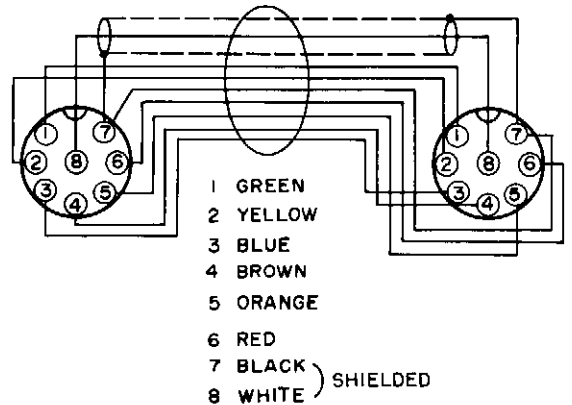 1 7
2 8 6
3 4 5
1 7
2 8 6
3 4 5
1 GREEN
2 YELLOW
3 BLUE
4 BROWN
5 ORANGE
6 RED
7 BLACK
8 WHITE
) SHIELDED